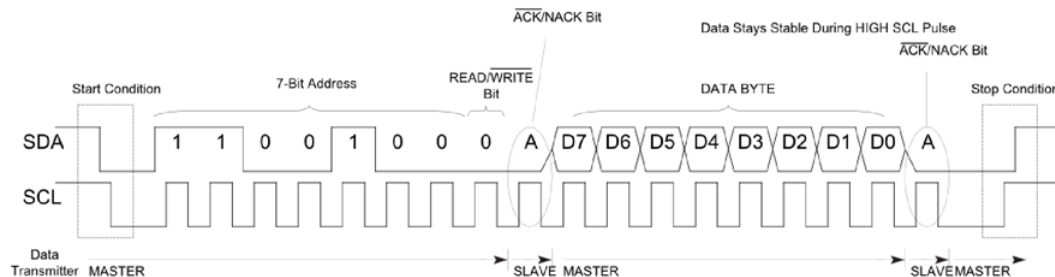 ACK/NACK Bit
Data Stays Stable During HIGH SCL Pulse
ACK/NACK Bit
Start Condition
7-Bit Address
READ/WRITE
Bit
DATA BYTE
Stop Condition
SDA 1 1 0 0 1 0 0 0 A D7 D6 D5 D4 D3 D2 D1 D0 A
SCL
Data
Transmitter MASTER SLAVE MASTER SLAVE MASTER